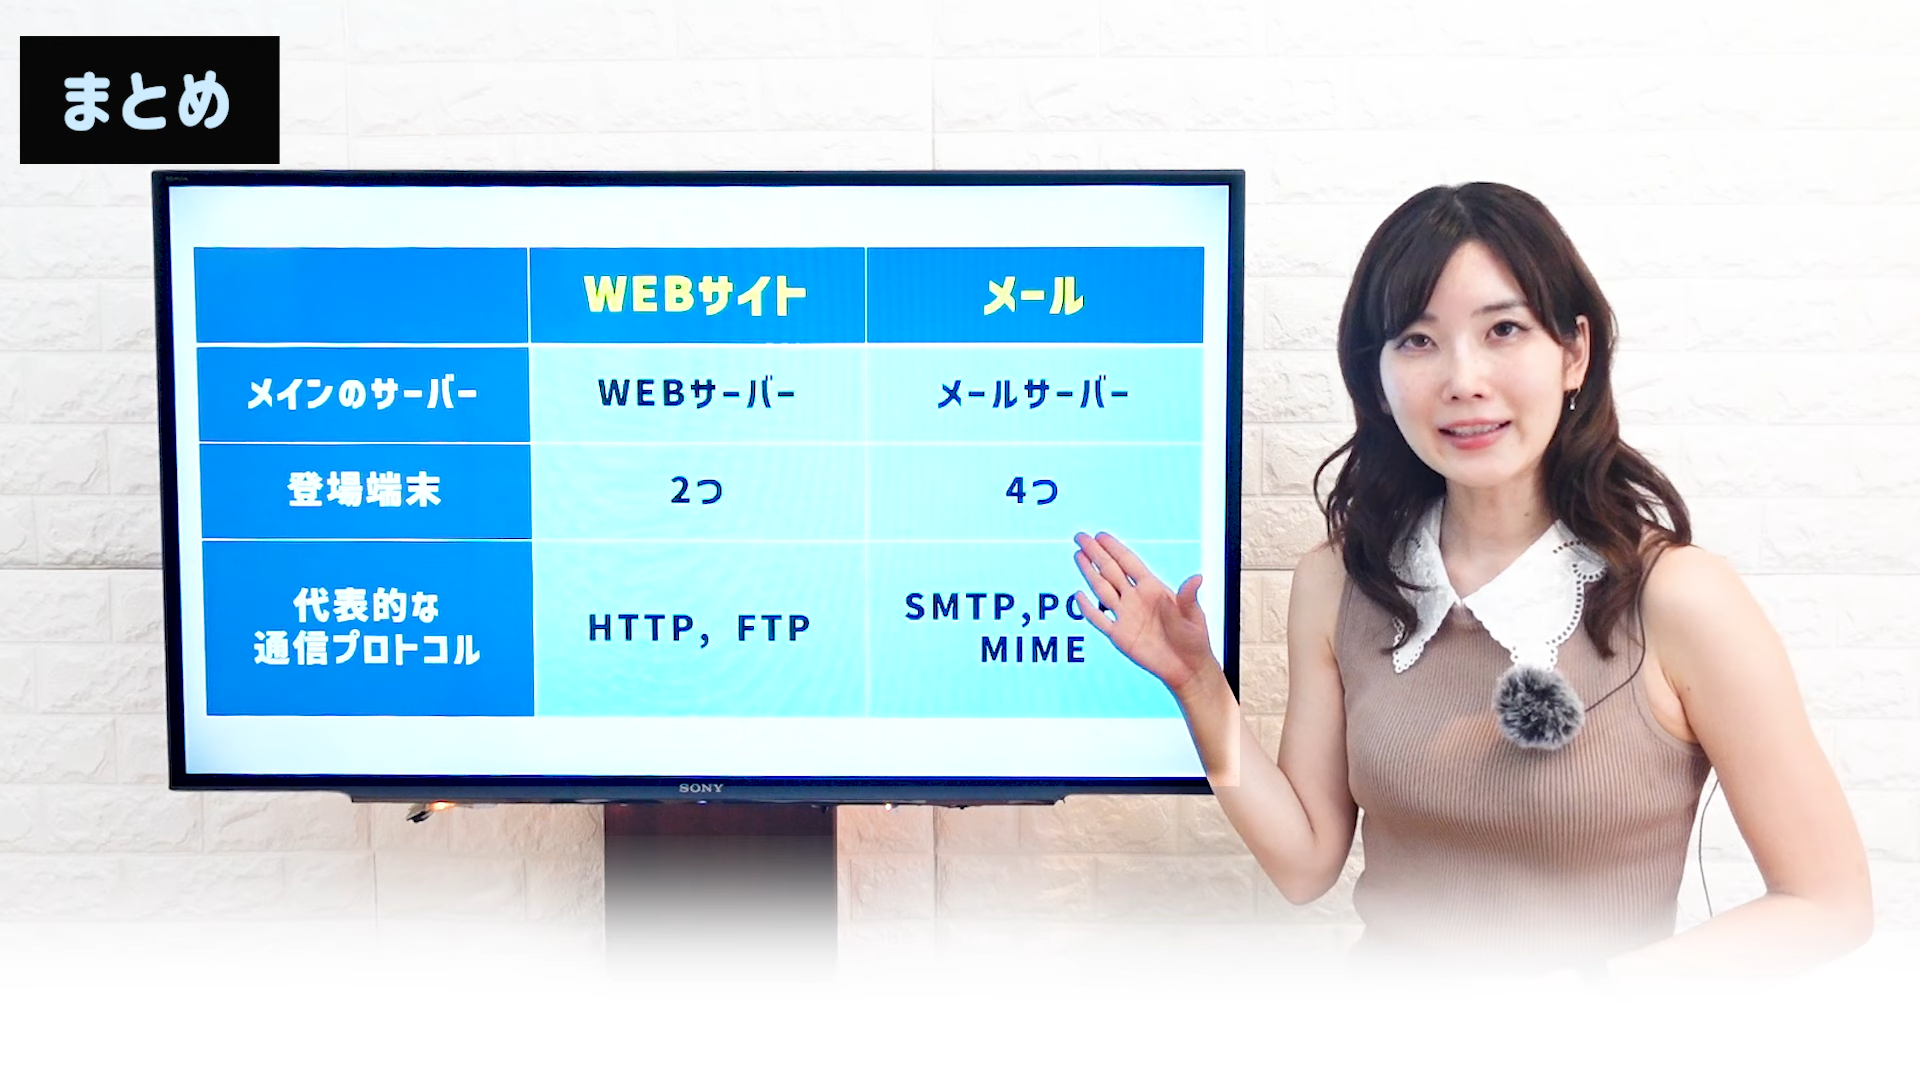 まとめ
WEBサイト メール
メインのサーバー WEBサーバー メールサーバー
登場端末 2つ 4つ
代表的な
通信プロトコル
HTTP, FTP
SMTP,
MIME
SONY